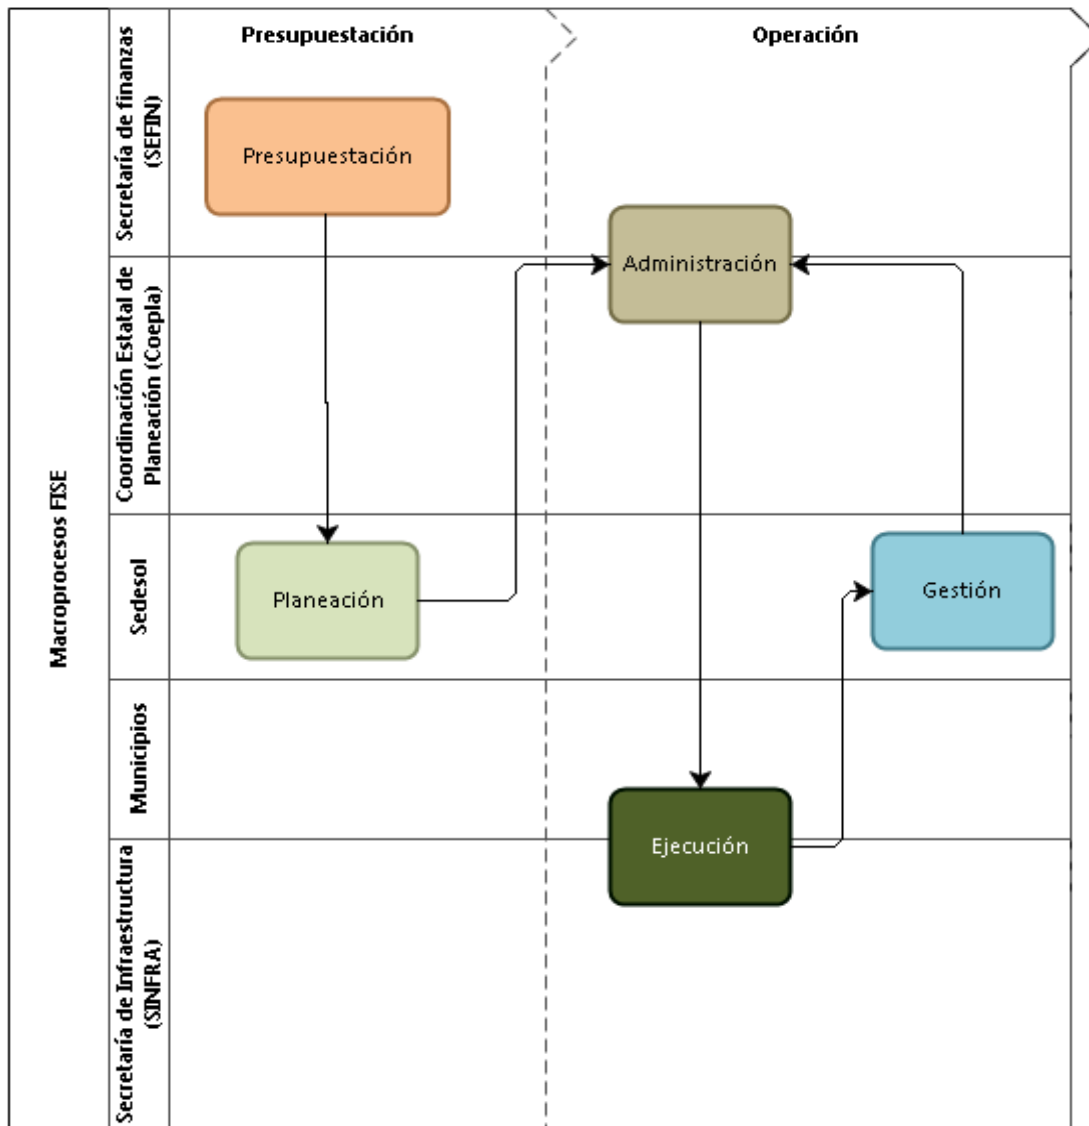 Presupuestación
Operación
Macroprocesos FISE
Secretaría de finanzas
(SEFIN)
Presupuestación
Administración
Coordinación Estatal de
Planeación (Coepla)
Sedesol
Planeación
Gestión
Municipios
Ejecución
Secretaría de Infraestructura
(SINFRA)